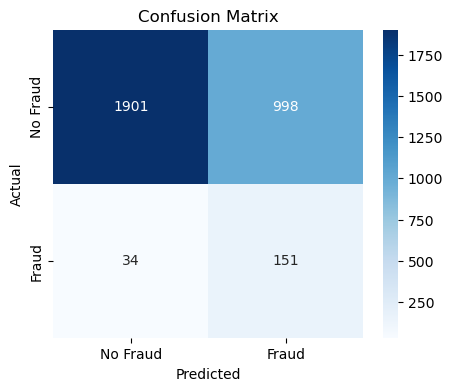 Confusion Matrix
No Fraud
Fraud
Actual
1901
998
34
151
No Fraud
Fraud
Predicted
1750
1500
1250
1000
750
500
250